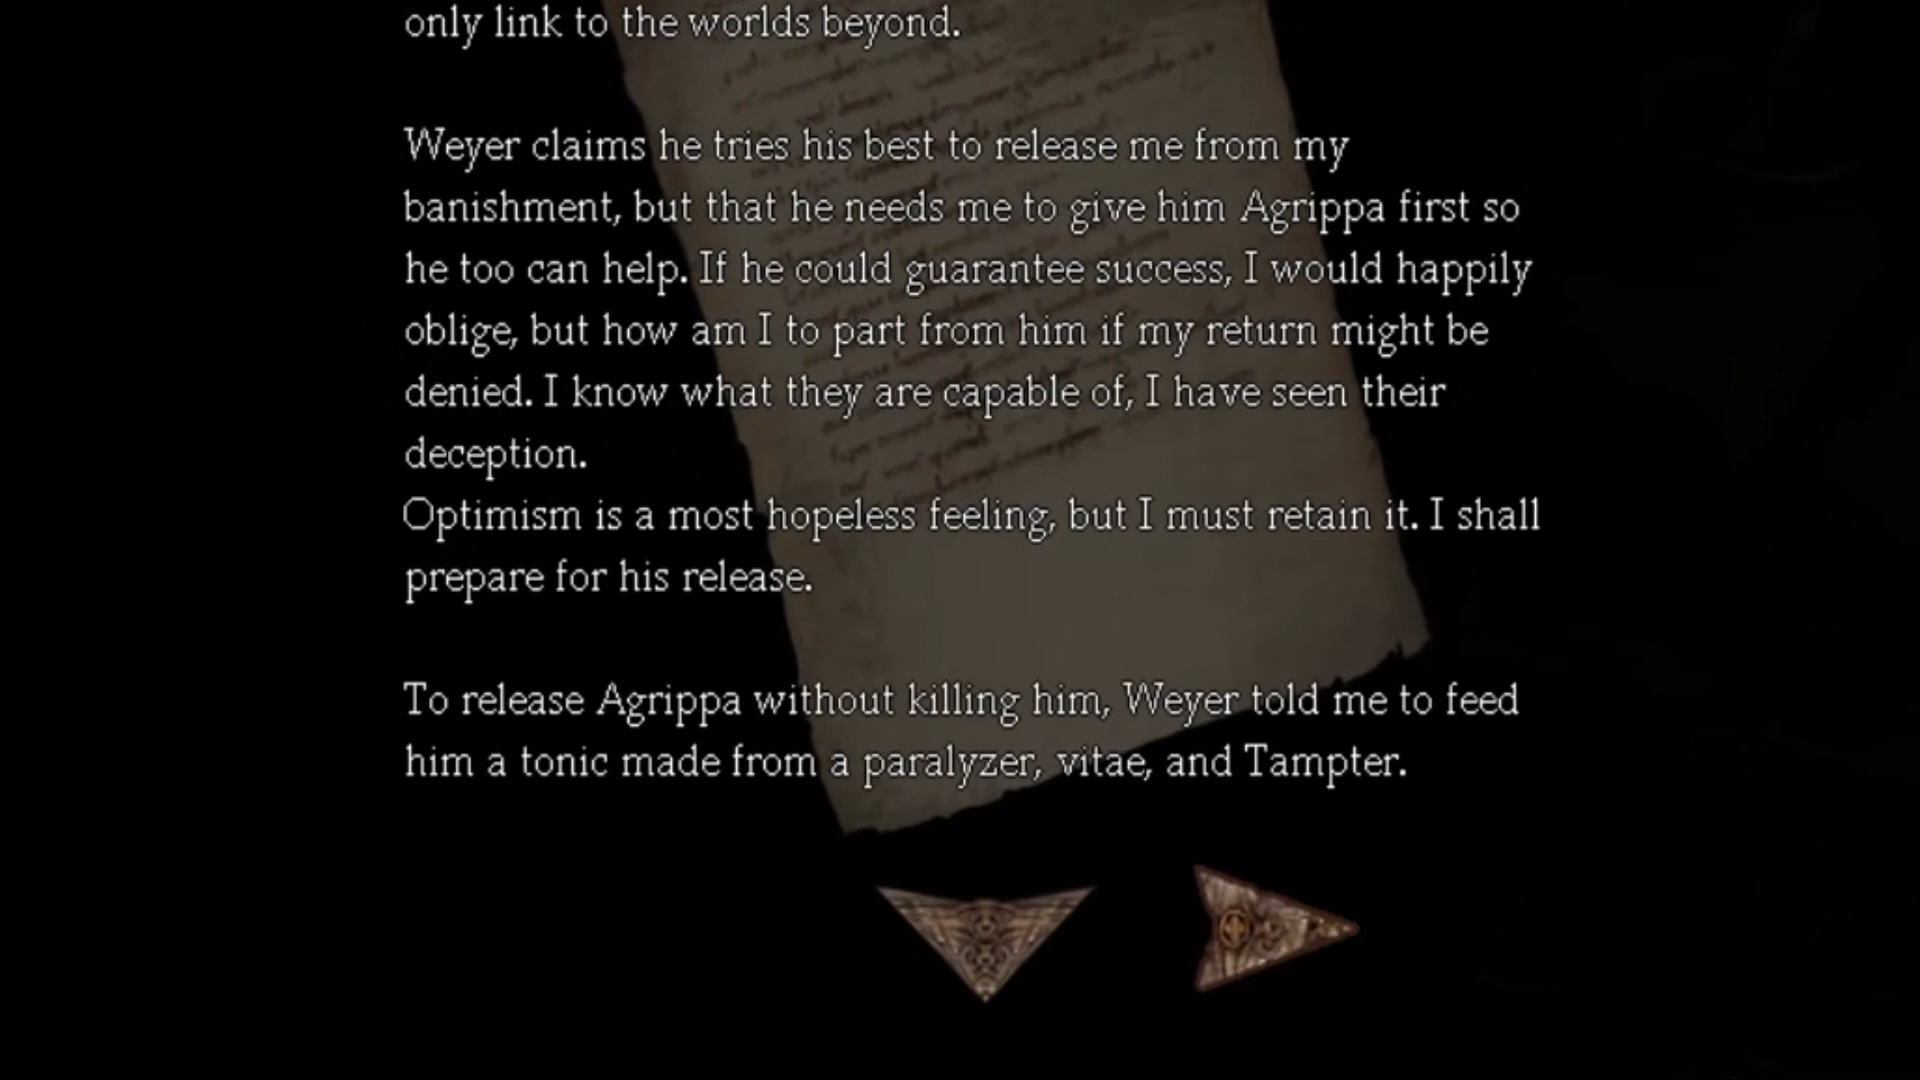 only link to the worlds beyond.
Weyer claims he tries his best to release me from my
banishment, but that he needs me to give him Agrippa first so
he too can help. If he could guarantee success, I would happily
oblige, but how am I to part from him if my return might be
denied. I know what they are capable of, I have seen their
deception.
Optimism is a most hopeless feeling, but I must retain it. I shall
prepare for his release.
To release Agrippa without killing him, Weyer told me to feed
him a tonic made from a paralyzer, vitae, and Tampter.